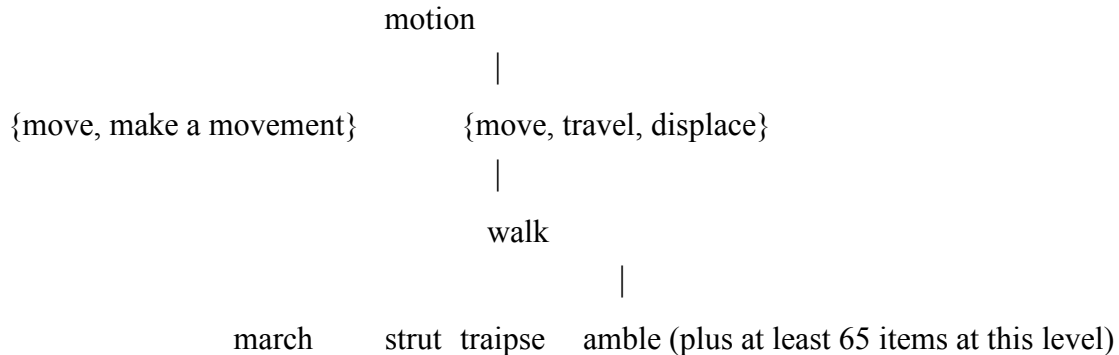 motion
|
{move, make a movement} {move, travel, displace}
|
walk
|
march strut traipse amble (plus at least 65 items at this level)